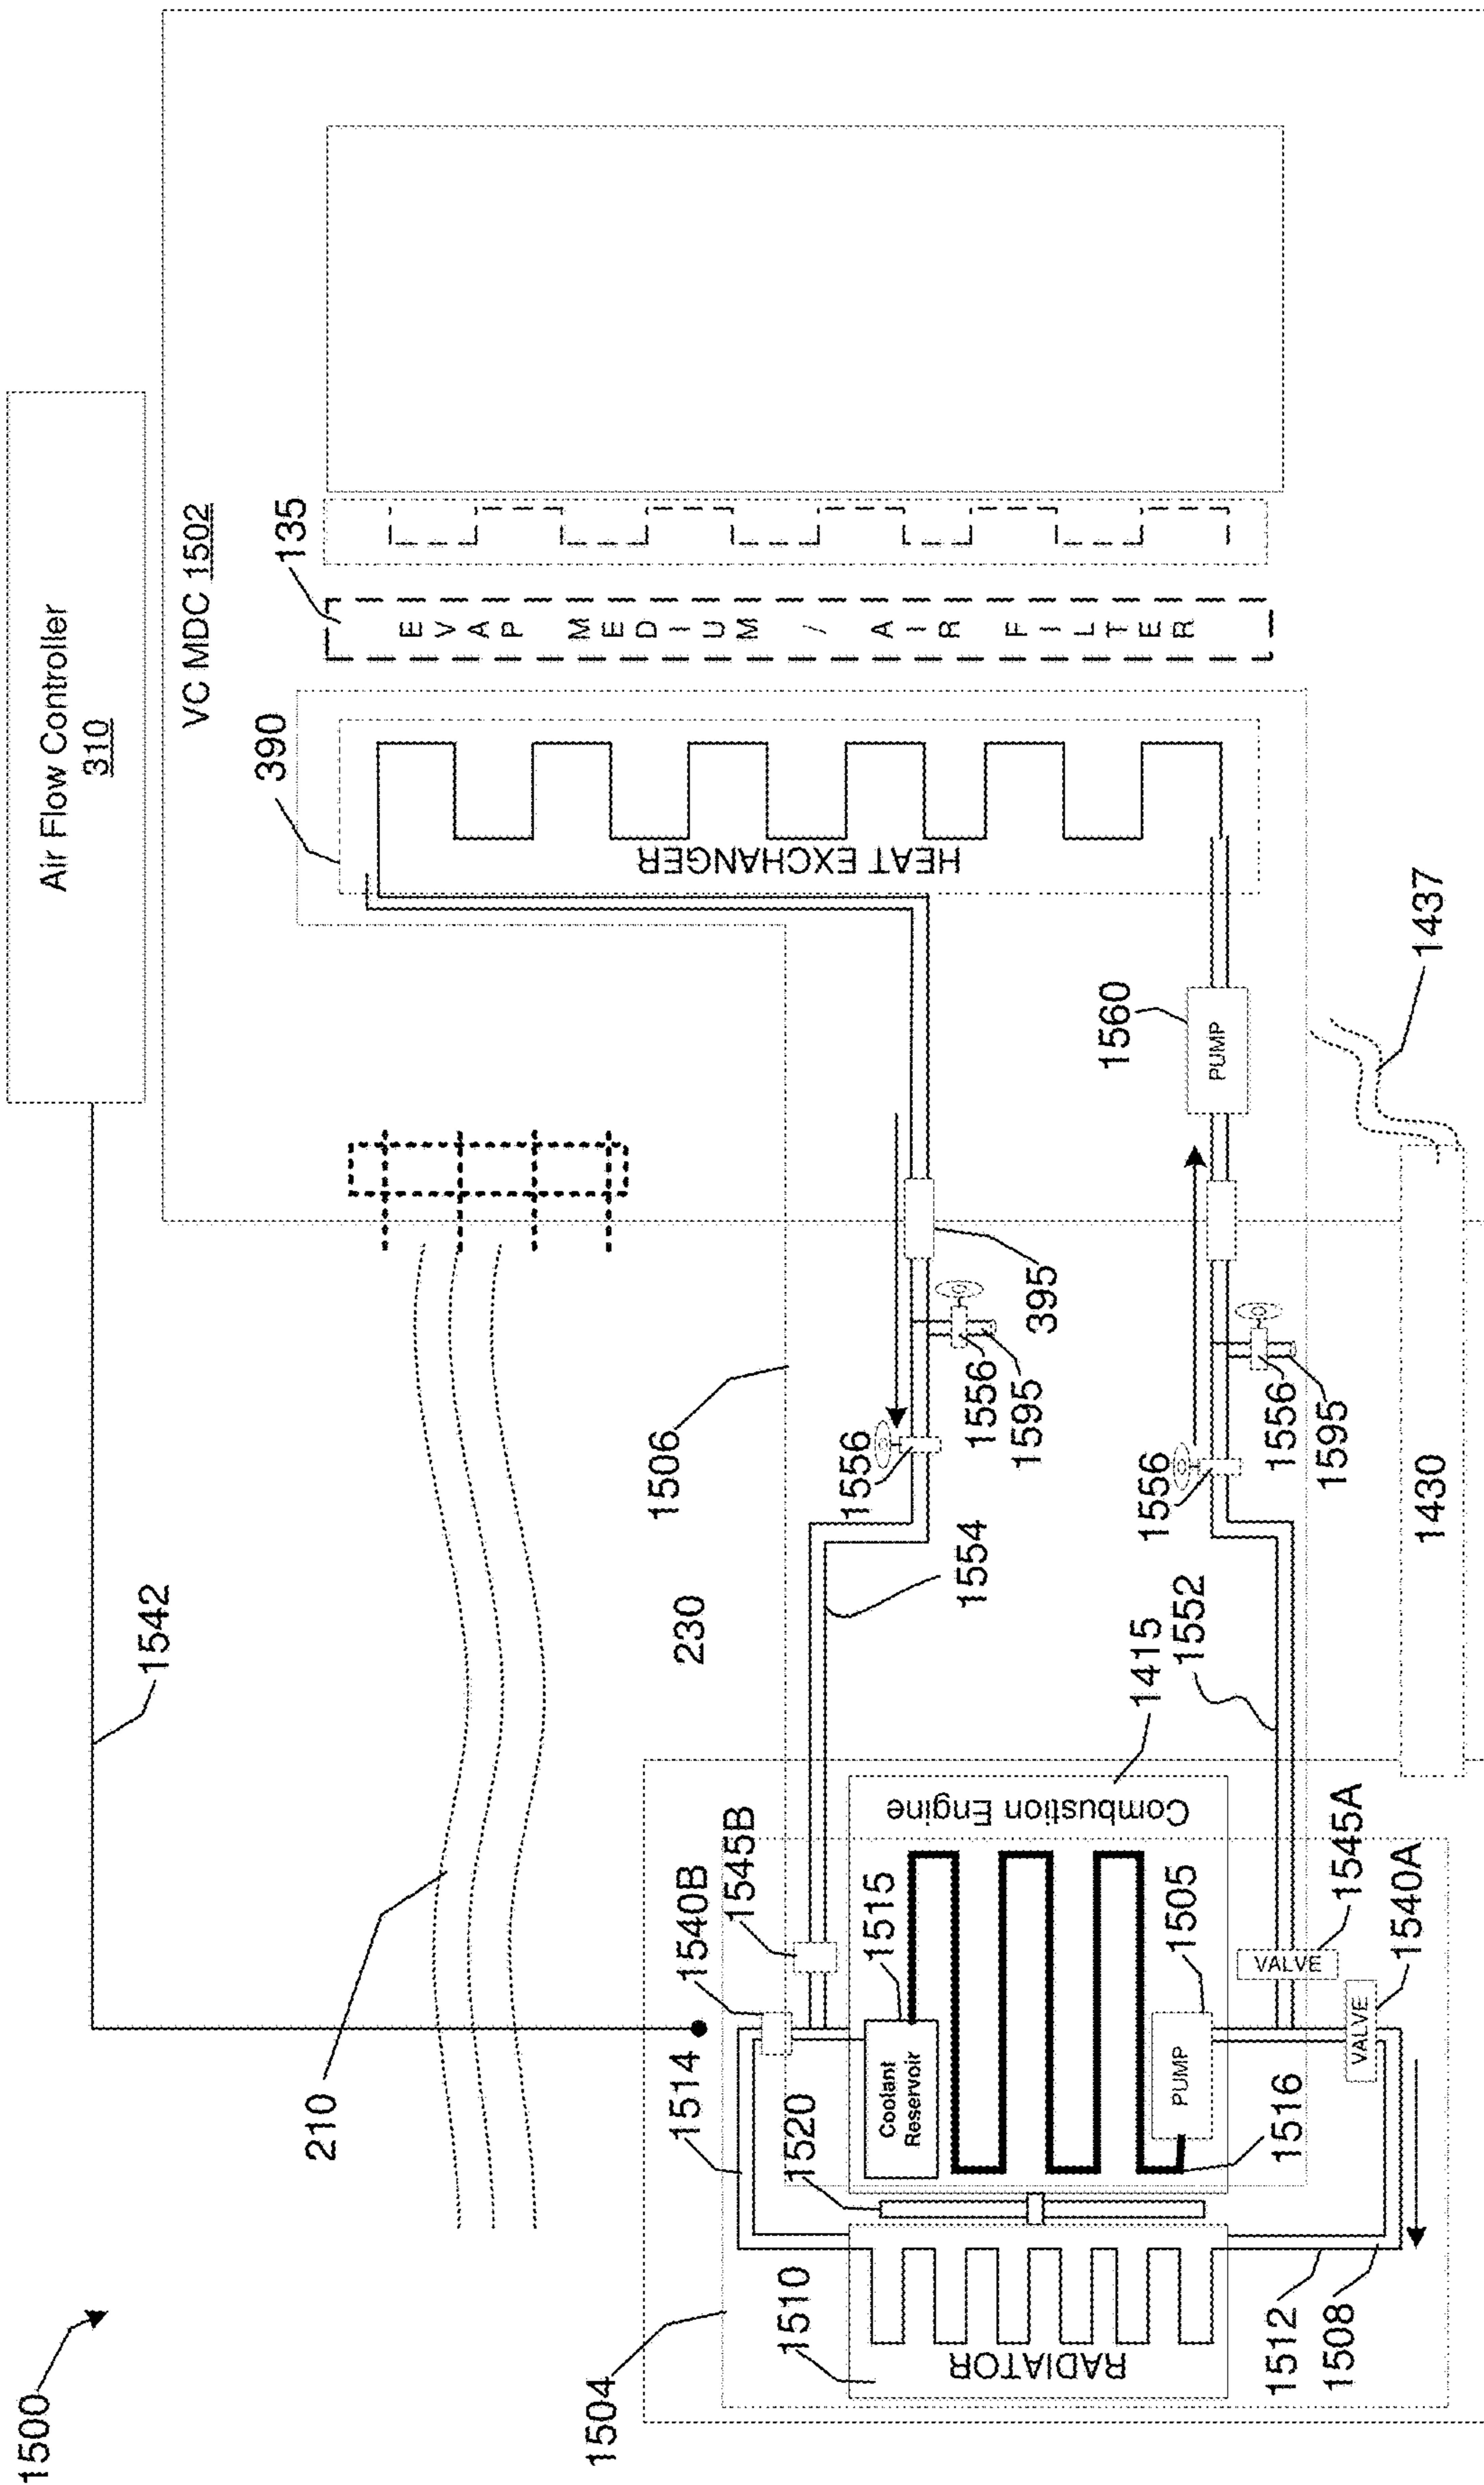 1500
Air Flow Controller
310
1542
VC MDC 1502
210
135
EVAP MEDIUM / AIR FILTER
390
HEAT EXCHANGER
230
1506
1504
1514
1540B
1545B
1554
1556
1556
1595
395
1510
RADIATOR
1520
Coolant
Reservoir
1515
Combustion Engine
1415
1552
PUMP
1505
1516
1556
1556
1595
1560
PUMP
1437
1512
1508
VALVE
1545A
VALVE
1540A
1430